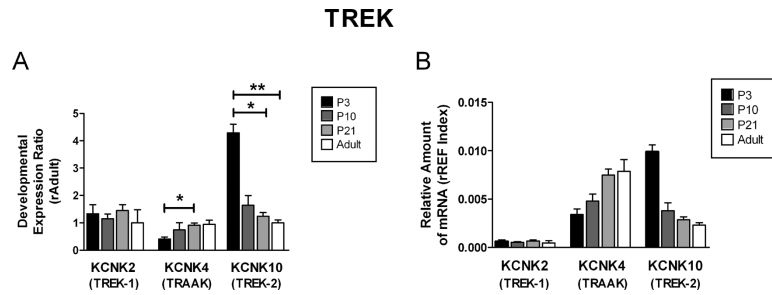 TREK
A
Developmental
Expression Ratio
(rAdult)
5
4
3
2
1
0
*
*
**
P3
P10
P21
Adult
KCNK2
(TREK-1)
KCNK4
(TRAAK)
KCNK10
(TREK-2)
B
Relative Amount
of mRNA (rREF Index)
0.015
0.010
0.005
0.000
P3
P10
P21
Adult
KCNK2
(TREK-1)
KCNK4
(TRAAK)
KCNK10
(TREK-2)